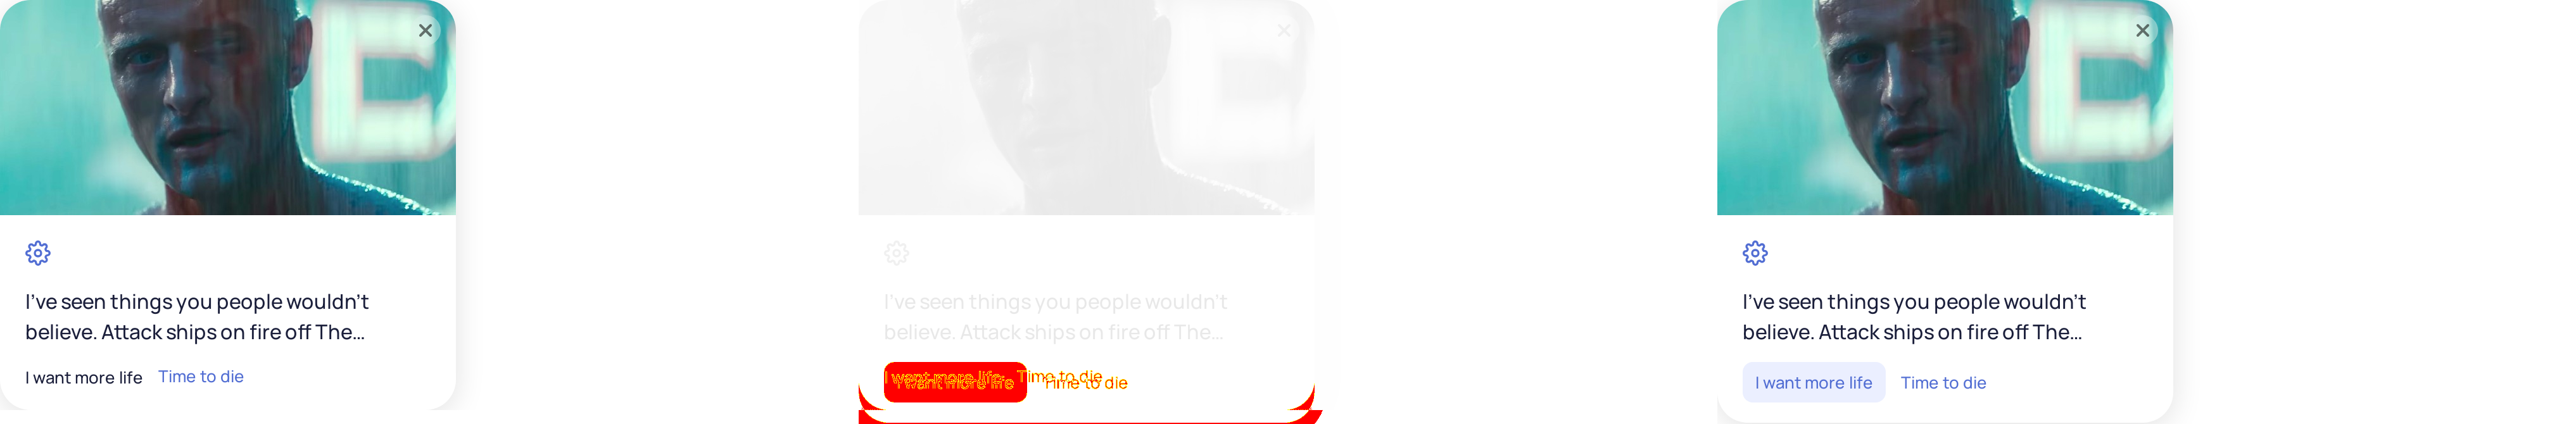 I've seen things you people wouldn't
believe. Attack ships on fire off The...
I want more life Time to die
I've seen things you people wouldn't
believe. Attack ships on fire off The...
I want more life Time to die
I want more life Time to die
I've seen things you people wouldn't
believe. Attack ships on fire off The...
I want more life Time to die